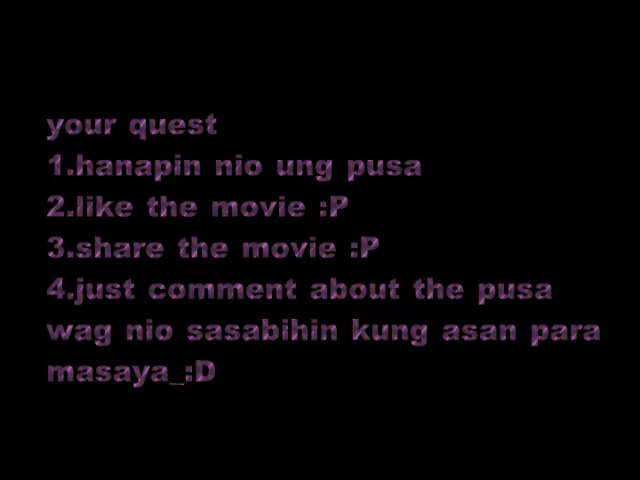 your quest
1.hanapin nio ung pusa
2.like the movie :P
3.share the movie :P
4.just comment about the pusa
wag nio sasabihin kung asan para
masaya_:D